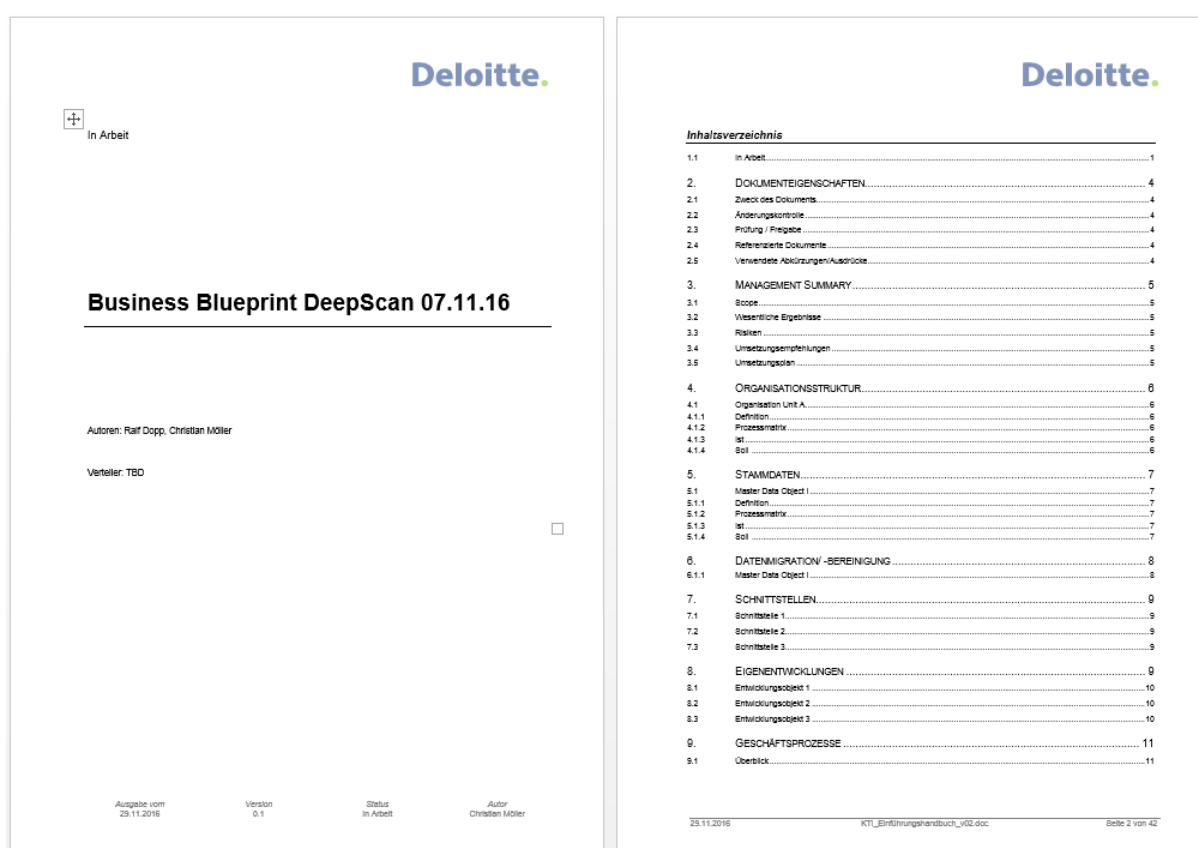 Deloitte.
In Arbeit
Business Blueprint DeepScan 07.11.16
Autoren: Ralf Dopp, Christian Möller
Verteiler: TBD
Ausgabe vom Version Status Autor
29.11.2016 0.1 In Arbeit Christian Möller
Deloitte.
Inhaltsverzeichnis
1.1 In Arbeit 1
2. DOKUMENTEIGENSCHAFTEN 4
2.1 Zweck des Dokuments 4
2.2 Änderungskontrolle 4
2.3 Prüfung / Freigabe 4
2.4 Referenzierte Dokumente 4
2.5 Verwendete Abkürzungen/Ausdrücke 4
3. MANAGEMENT SUMMARY 5
3.1 Scope 5
3.2 Wesentliche Ergebnisse 5
3.3 Risiken 5
3.4 Umsetzungsempfehlungen 5
3.5 Umsetzungsplan 5
4. ORGANISATIONSSTRUKTUR 6
4.1 Organisation Unit A 6
4.1.1 Definition 6
4.1.2 Prozessmatrix 6
4.1.3 Ist 6
4.1.4 Soll 6
5. STAMMDATEN 7
5.1 Master Data Object I 7
5.1.1 Definition 7
5.1.2 Prozessmatrix 7
5.1.3 Ist 7
5.1.4 Soll 7
6. DATENMIGRATION/ -BEREINIGUNG 8
6.1.1 Master Data Object I 8
7. SCHNITTSTELLEN 9
7.1 Schnittstelle 1 9
7.2 Schnittstelle 2 9
7.3 Schnittstelle 3 9
8. EIGENENTWICKLUNGEN 9
8.1 Entwicklungsobjekt 1 10
8.2 Entwicklungsobjekt 2 10
8.3 Entwicklungsobjekt 3 10
9. GESCHÄFTSPROZESSE 11
9.1 Überblick 11
29.11.2016 KTI_Einführungshandbuch_v02.doc Seite 2 von 42